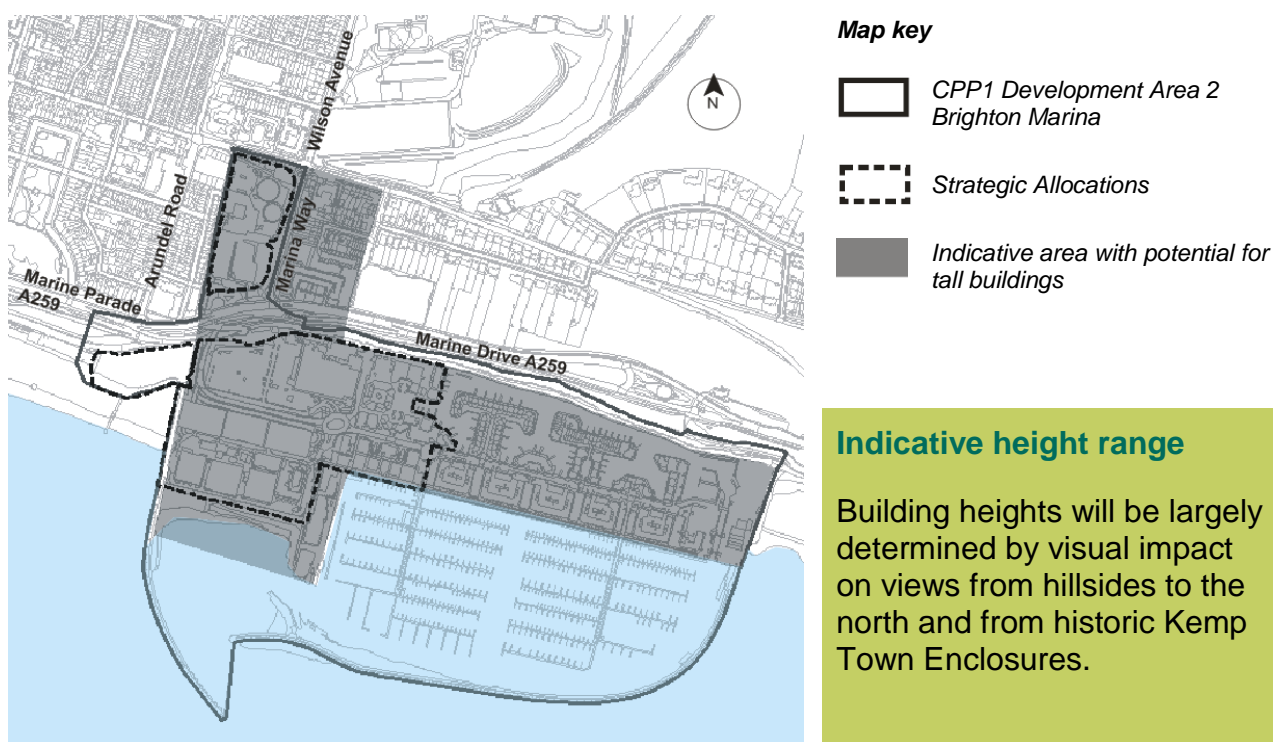 Wilson Avenue
N
Arundel Road
Marina Way
Marine Parade
A259
Marine Drive A259
Map key
CPP1 Development Area 2
Brighton Marina
Strategic Allocations
Indicative area with potential for
tall buildings
Indicative height range
Building heights will be largely
determined by visual impact
on views from hillsides to the
north and from historic Kemp
Town Enclosures.